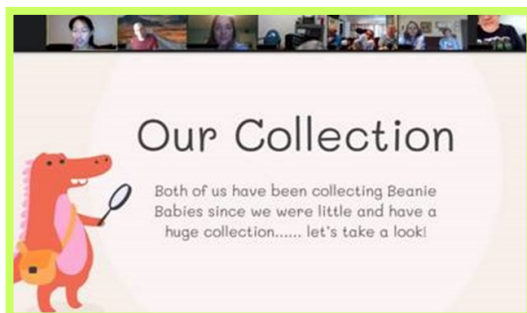 Our Collection
Both of us have been collecting Beanie
Babies since we were little and have a
huge collection...... let's take a look!